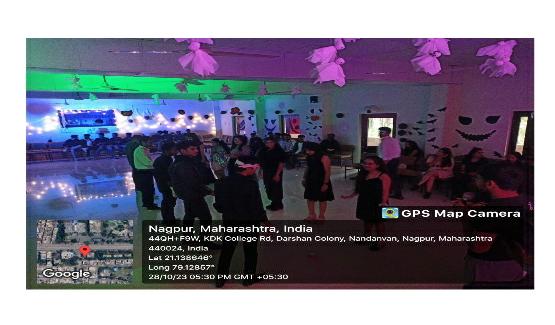 GPS Map Camera
Nagpur, Maharashtra, India
44QH+F9W, KDK College Rd, Darshan Colony, Nandanvan, Nagpur, Maharashtra
440024, India
Lat 21.138646°
Long 79.12857°
28/10/23 05:30 PM GMT +05:30
Google